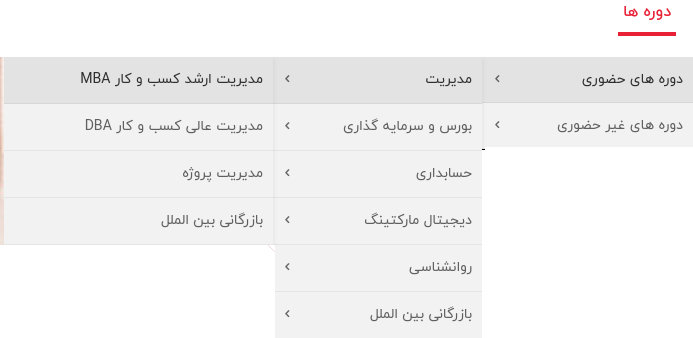 دوره ها
دوره های حضوری
دوره های غیر حضوری
مدیریت
بورس و سرمایه گذاری
حسابداری
دیجیتال مارکتینگ
روانشناسی
بازرگانی بین الملل
مدیریت ارشد کسب و کار MBA
مدیریت عالی کسب و کار DBA
مدیریت پروژه
بازرگانی بین الملل